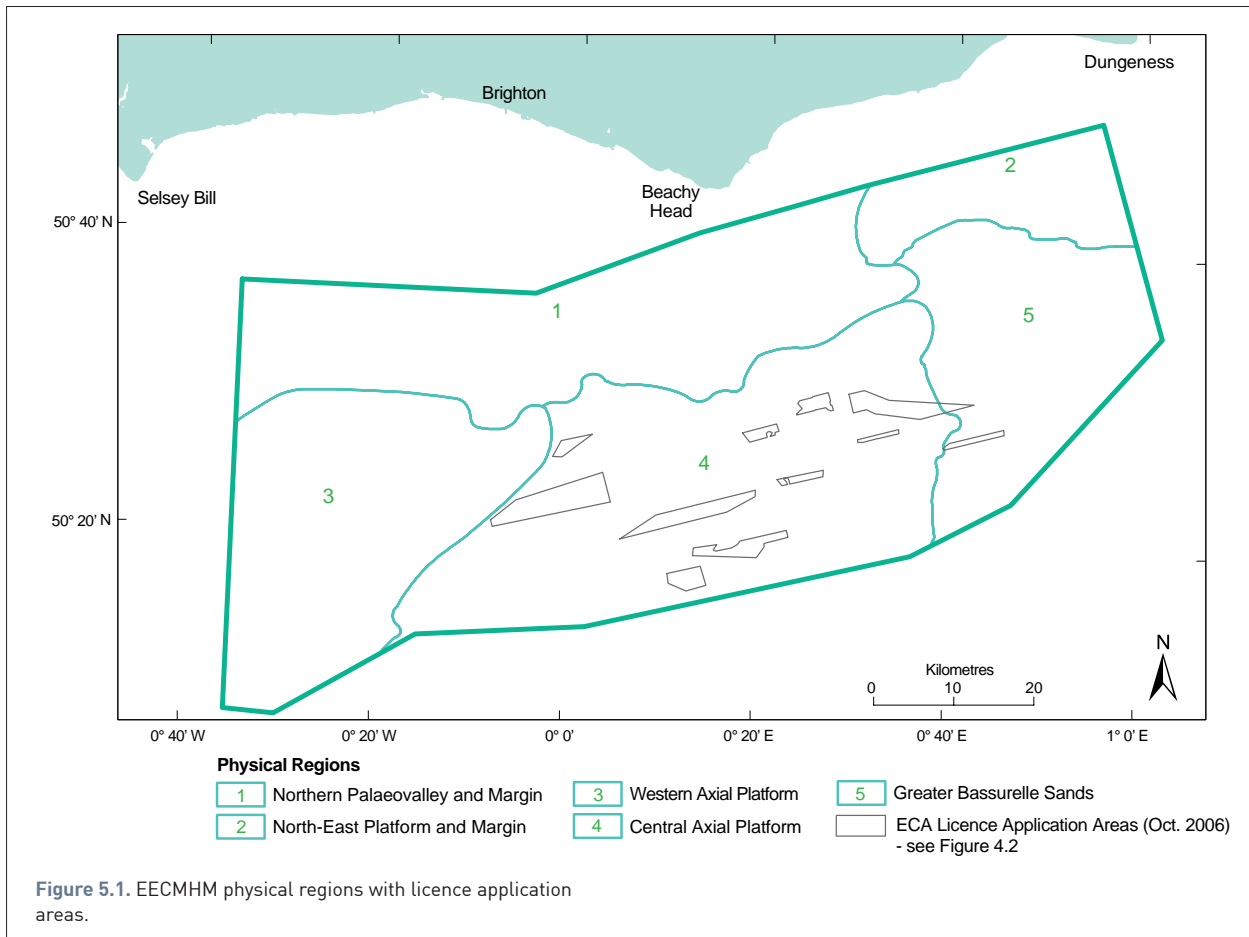 Dungeness
Brighton
2
Selsey Bill
Beachy
Head
50° 40' N
1
5
4
3
50° 20' N
N
Kilometres
0 10 20
0° 40' W 0° 20' W 0° 0' 0° 20' E 0° 40' E 1° 0' E
Physical Regions
1 Northern Palaeovalley and Margin
3 Western Axial Platform
5 Greater Bassurelle Sands
2 North-East Platform and Margin
4 Central Axial Platform
ECA Licence Application Areas (Oct. 2006)
- see Figure 4.2
Figure 5.1. EECMHM physical regions with licence application
areas.